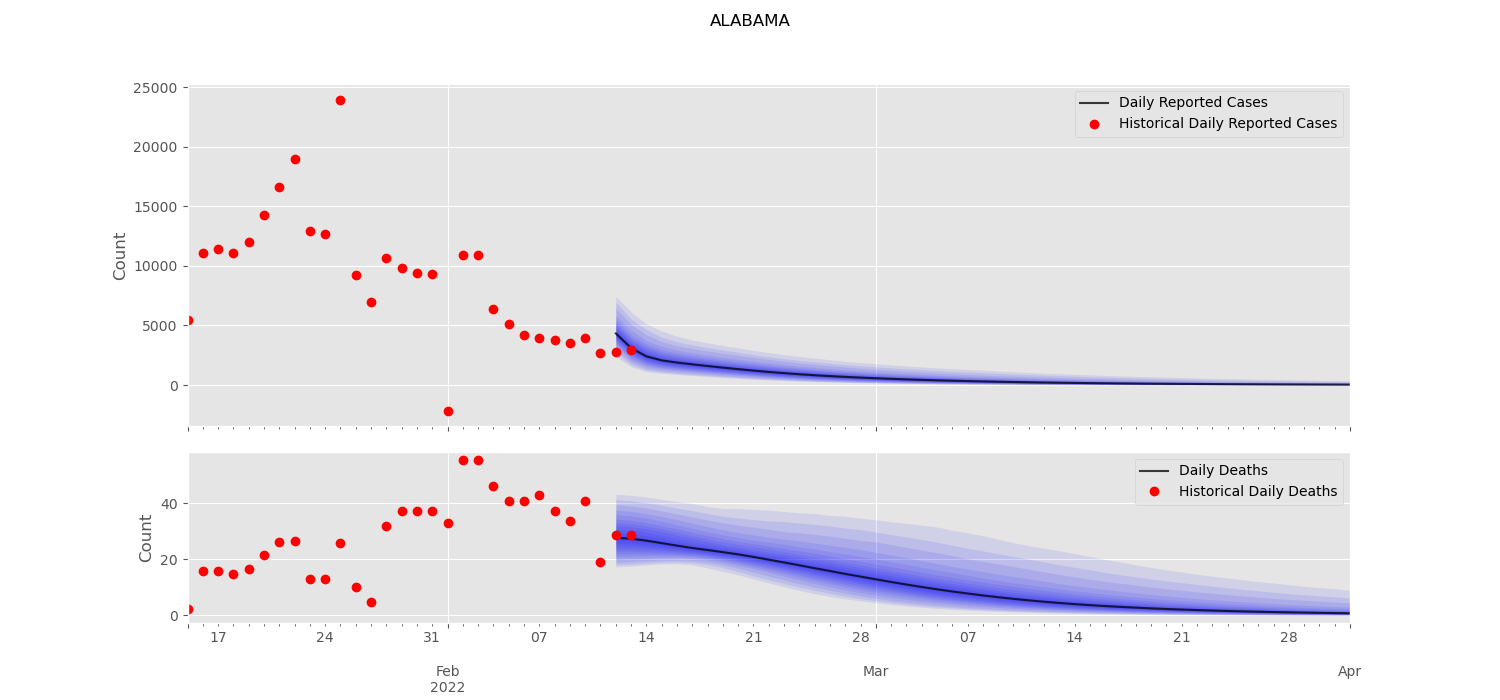 ALABAMA
25000
20000
15000
10000
5000
0
Count
Daily Reported Cases
Historical Daily Reported Cases
40
20
0
Count
Daily Deaths
Historical Daily Deaths
17 24 31 07 14 21 28 07 14 21 28
Feb Mar Apr
2022